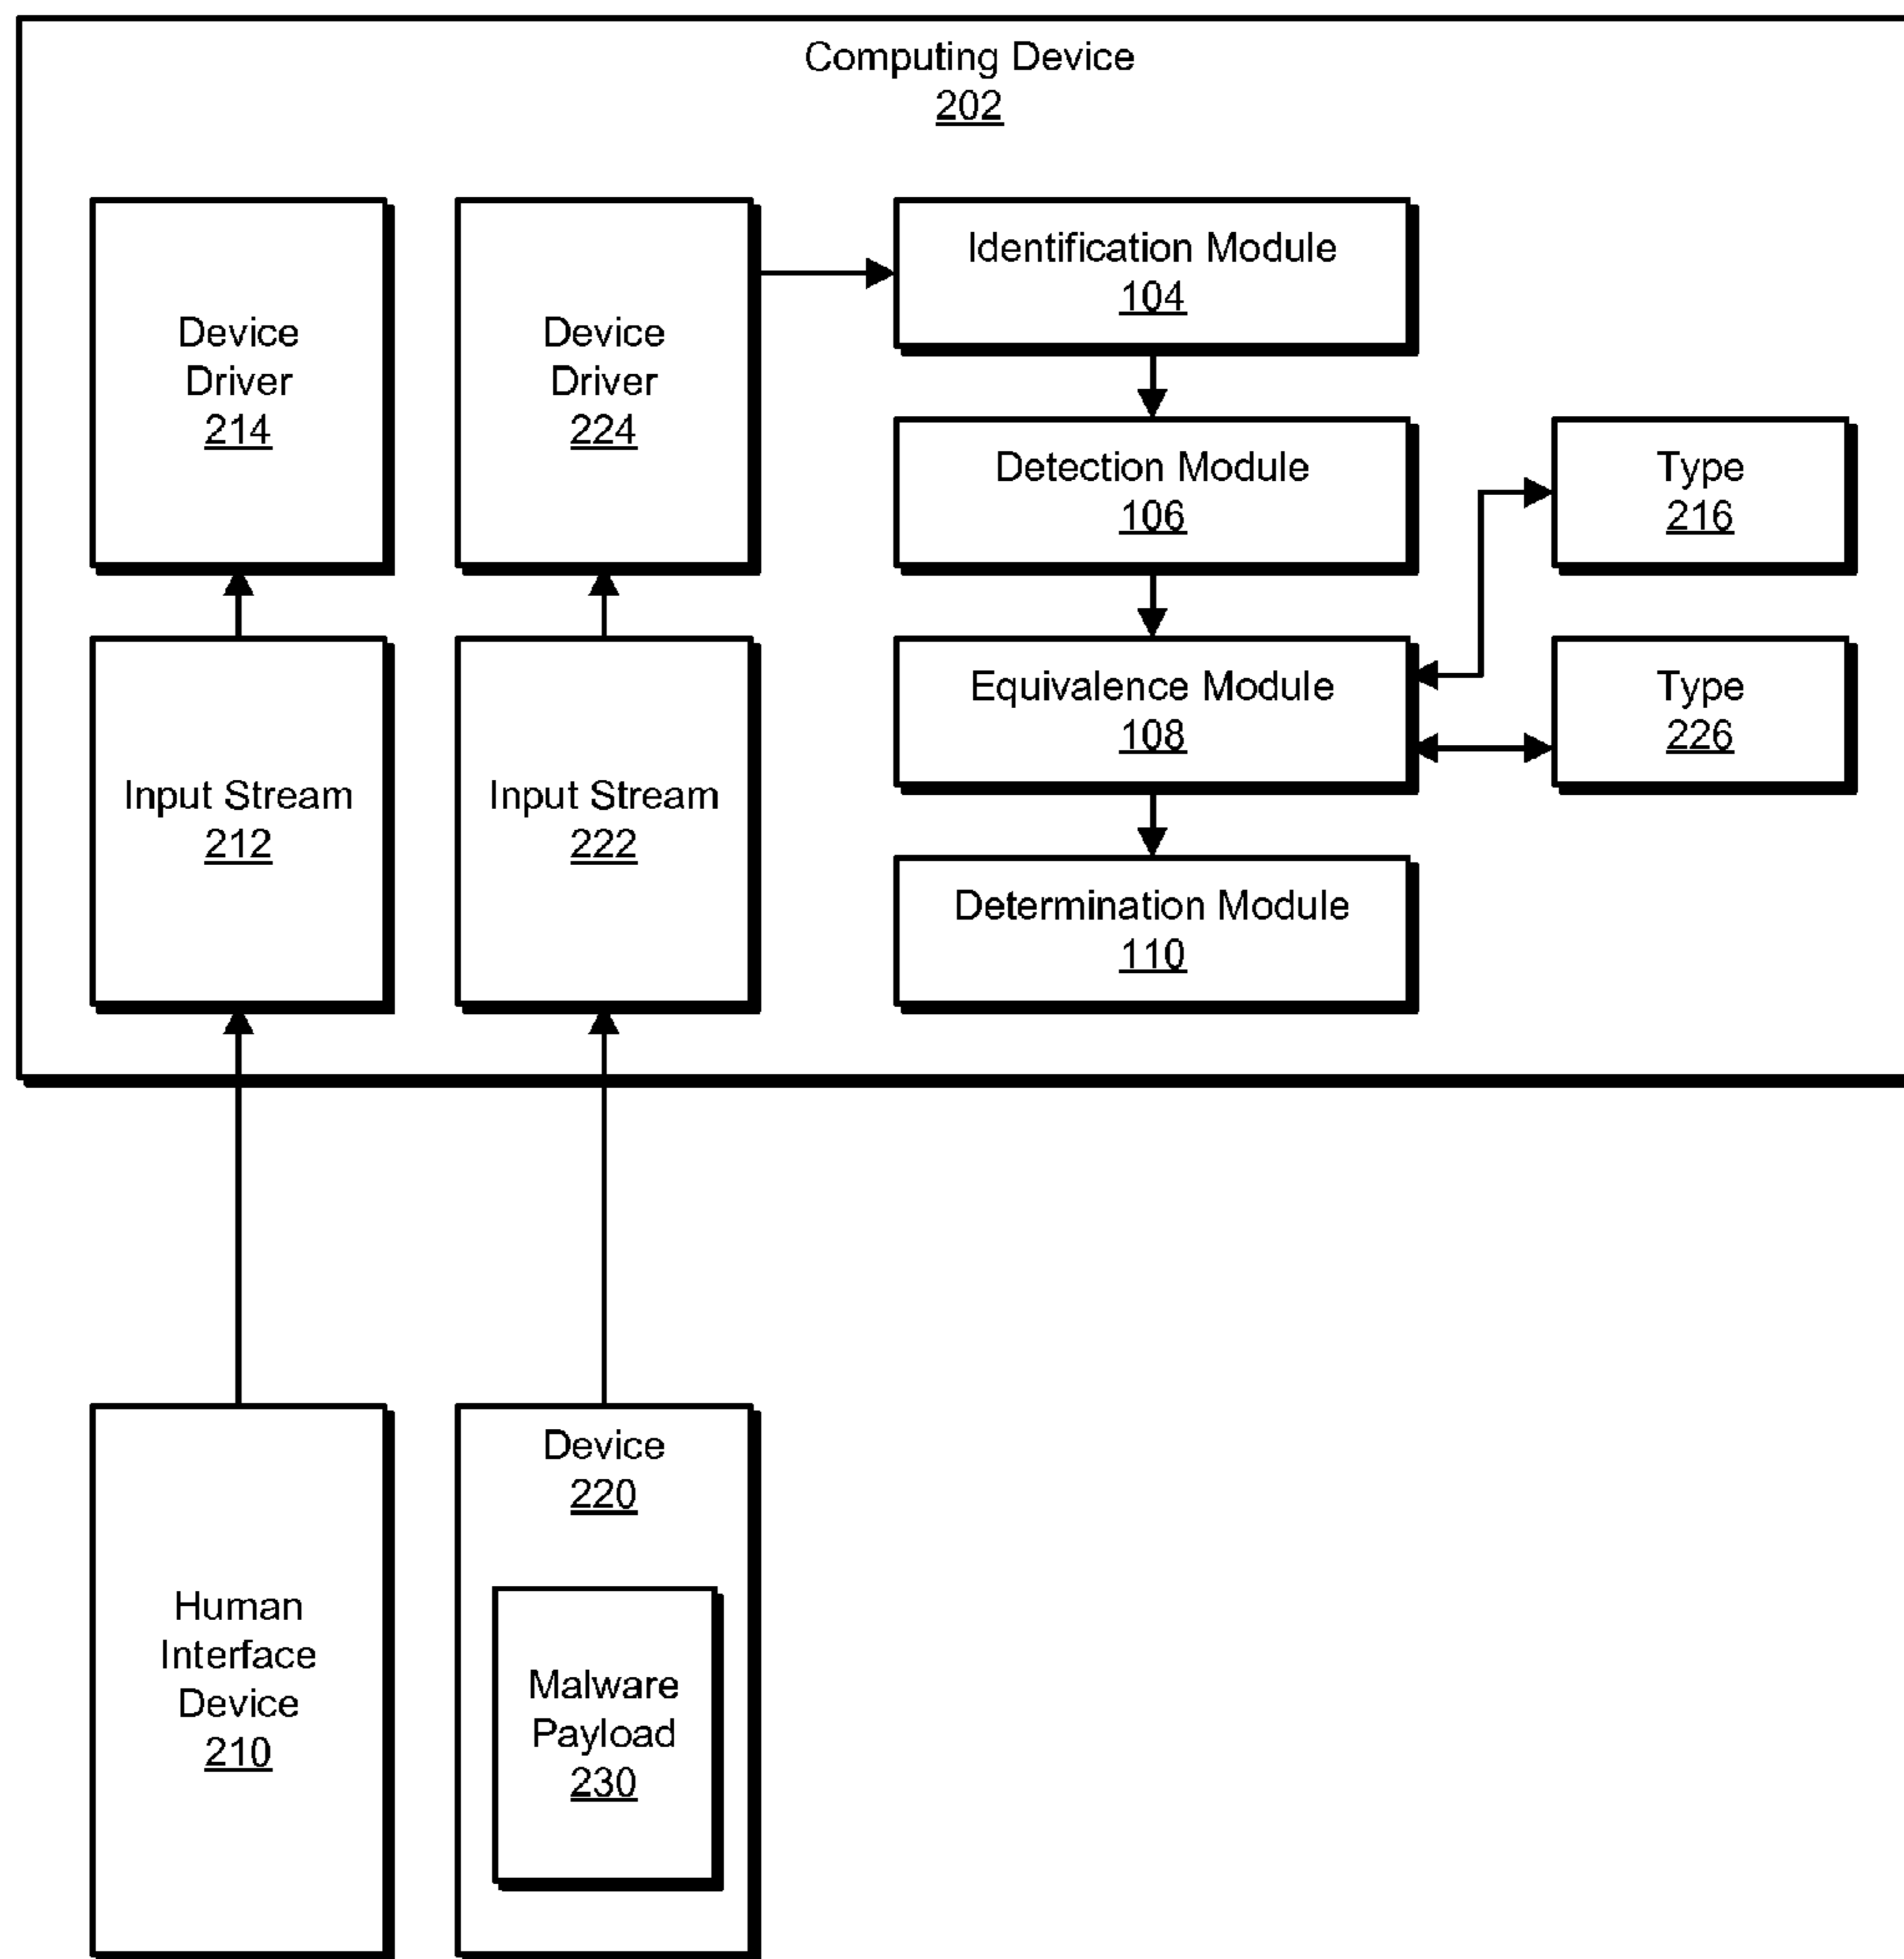 Computing Device
202
Device
Driver
214
Device
Driver
224
Identification Module
104
Detection Module
106
Type
216
Equivalence Module
108
Type
226
Input Stream
212
Input Stream
222
Determination Module
110
Human
Interface
Device
210
Device
220
Malware
Payload
230